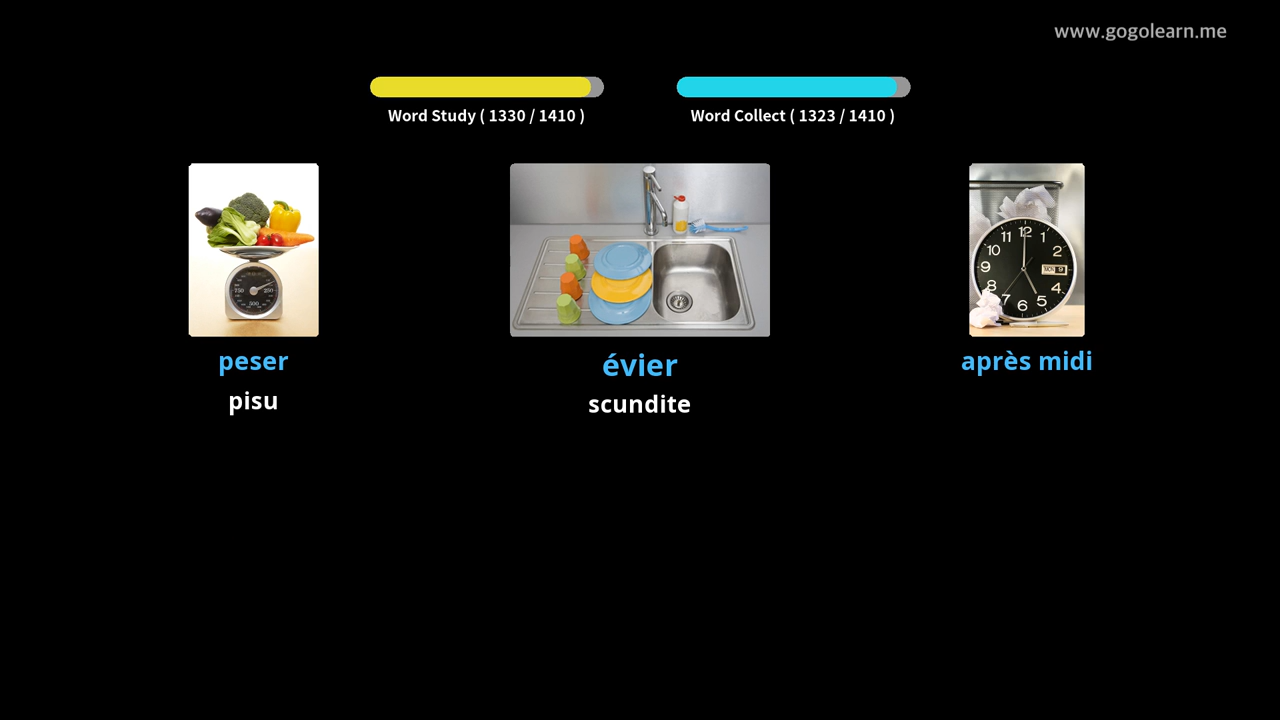 www.gogolearn.me
Word Study ( 1330 / 1410 )
Word Collect ( 1323 / 1410 )
peser
pisu
évier
scundite
après midi